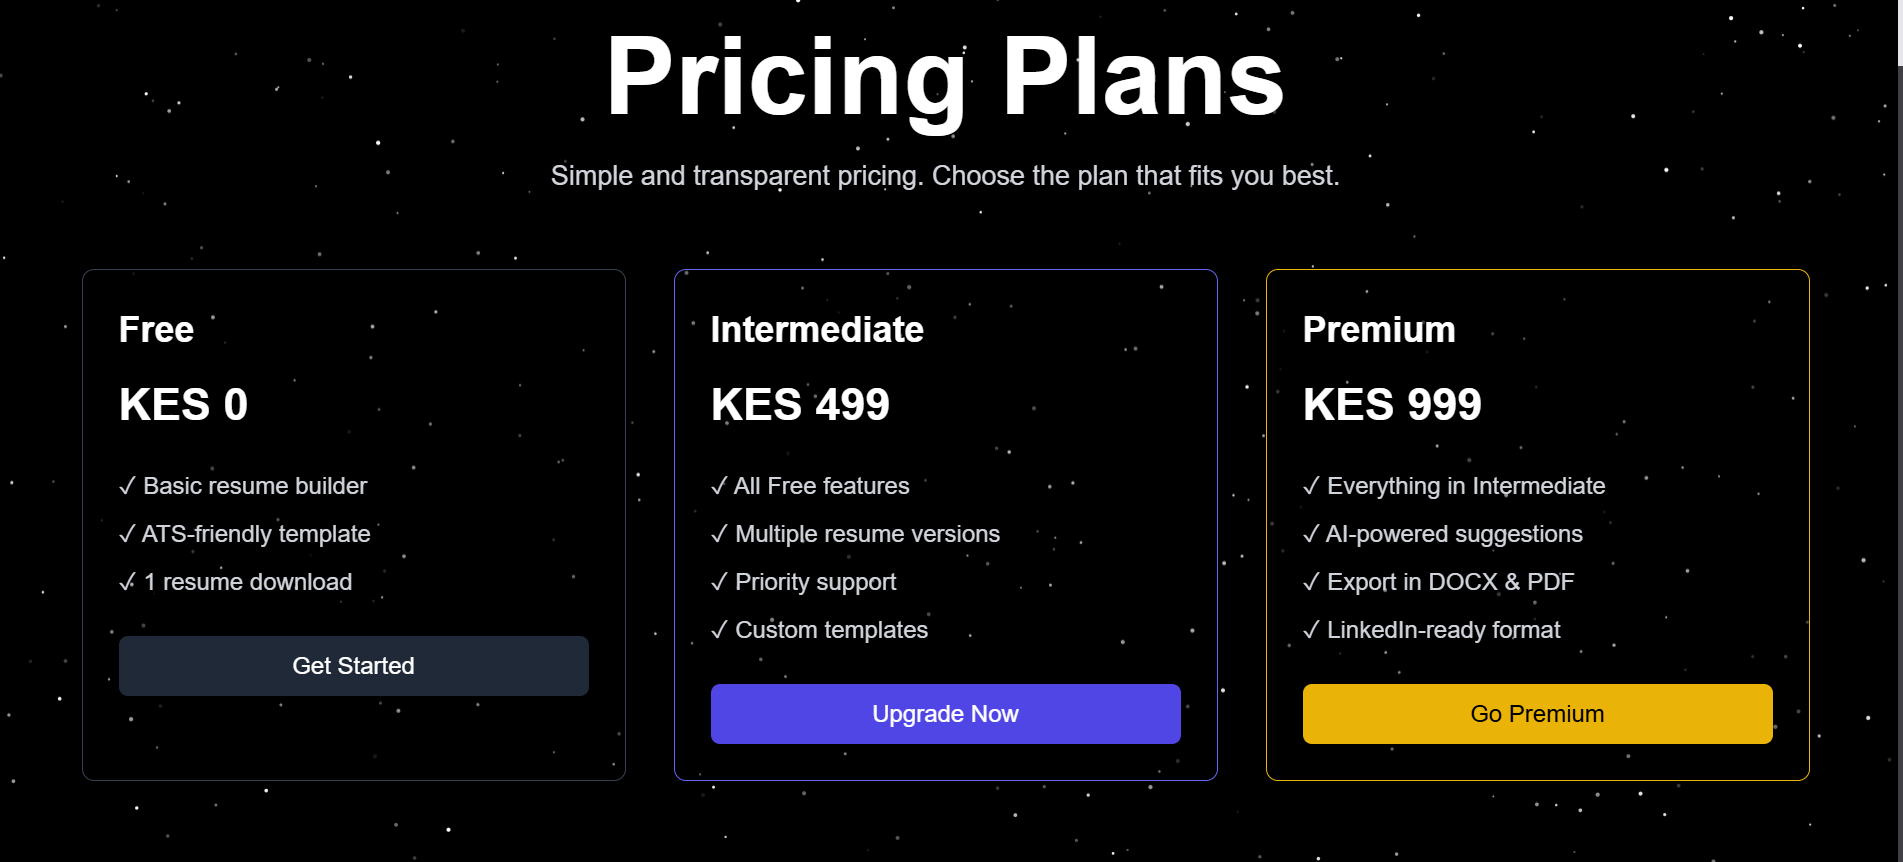 Pricing Plans
Simple and transparent pricing. Choose the plan that fits you best.
Free
KES 0
✓ Basic resume builder
✓ ATS-friendly template
✓ 1 resume download
Get Started
Intermediate
KES 499
✓ All Free features
✓ Multiple resume versions
✓ Priority support
✓ Custom templates
Upgrade Now
Premium
KES 999
✓ Everything in Intermediate
✓ AI-powered suggestions
✓ Export in DOCX & PDF
✓ LinkedIn-ready format
Go Premium